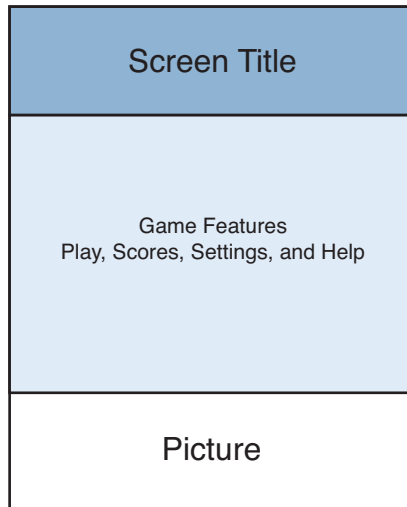 Screen Title
Game Features
Play, Scores, Settings, and Help
Picture